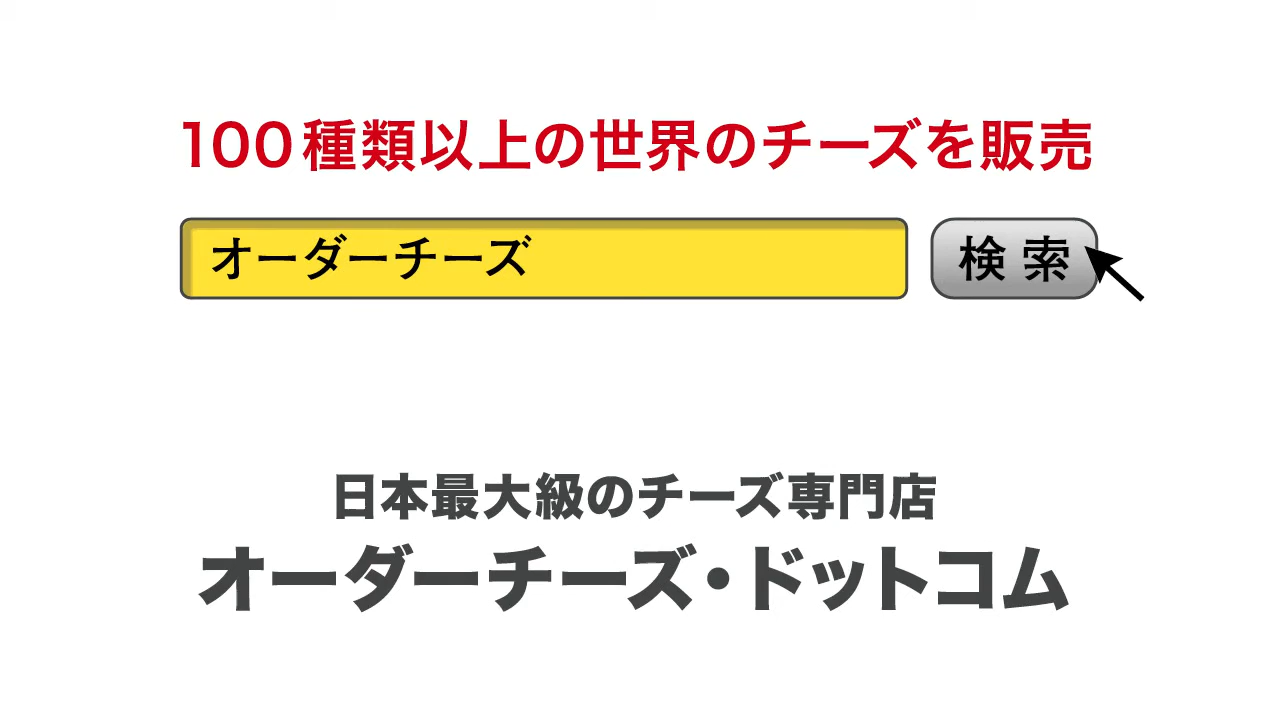 100種類以上の世界のチーズを販売
オーダーチーズ 検索
日本最大級のチーズ専門店
オーダーチーズ・ドットコム